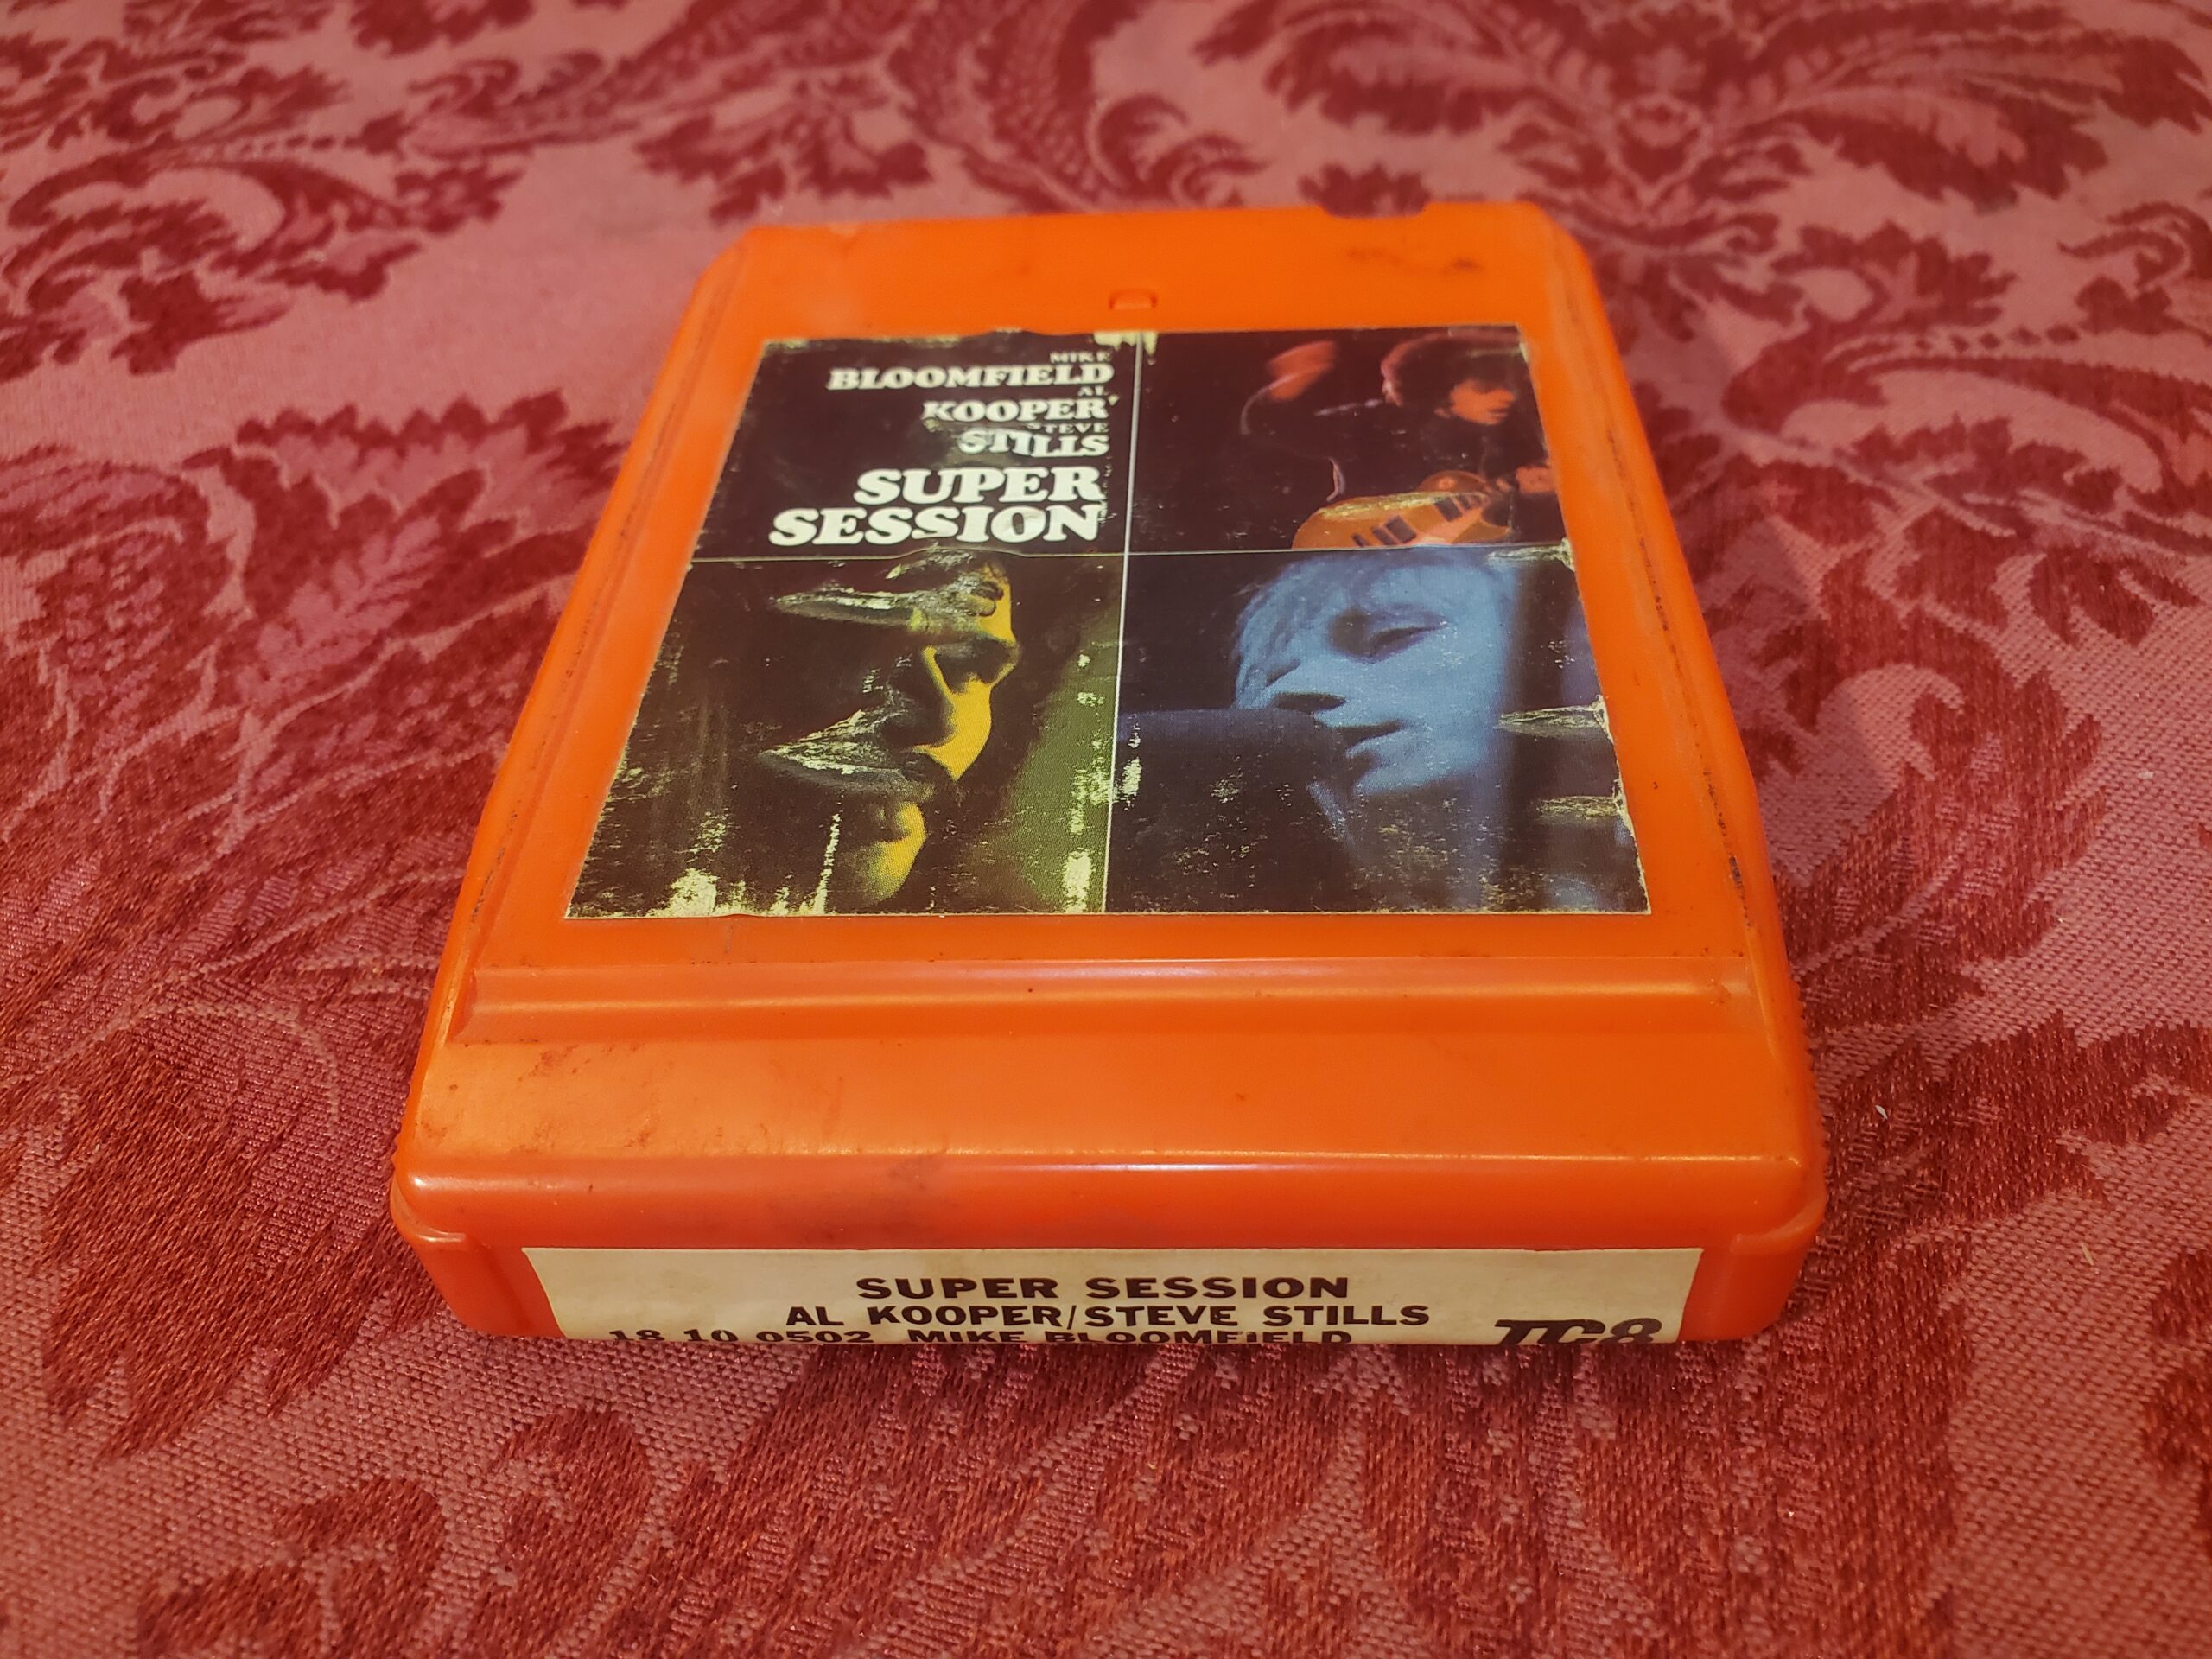 MIKE
BLOOMFIELD
AL
KOOPER
STEVE
STILLS
SUPER
SESSION
SUPER SESSION
AL KOOPER/STEVE STILLS
18 10 0502 MIKE BLOOMFIELD TC8